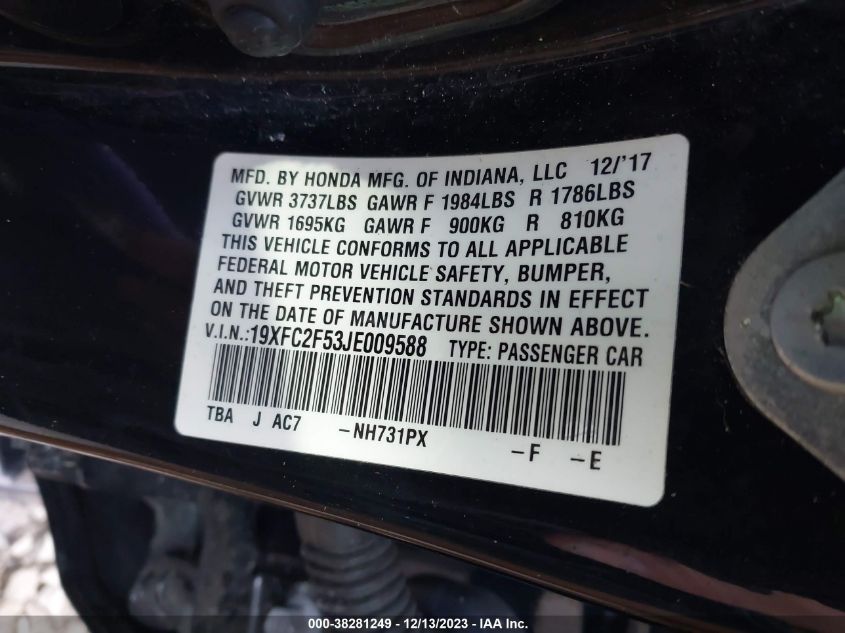 MFD. BY HONDA MFG. OF INDIANA, LLC 12/'17
GVWR 3737LBS GAWR F 1984LBS R 1786LBS
GVWR 1695KG GAWR F 900KG R 810KG
THIS VEHICLE CONFORMS TO ALL APPLICABLE
FEDERAL MOTOR VEHICLE SAFETY, BUMPER,
AND THEFT PREVENTION STANDARDS IN EFFECT
ON THE DATE OF MANUFACTURE SHOWN ABOVE.
V.I.N.:19XFC2F53JE009588 TYPE: PASSENGER CAR
TBA J AC7 -NH731PX -F -E
000-38281249 - 12/13/2023 - IAA Inc.